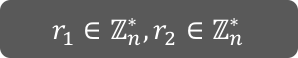 r₁ ∈ ℤₙ*, r₂ ∈ ℤₙ*